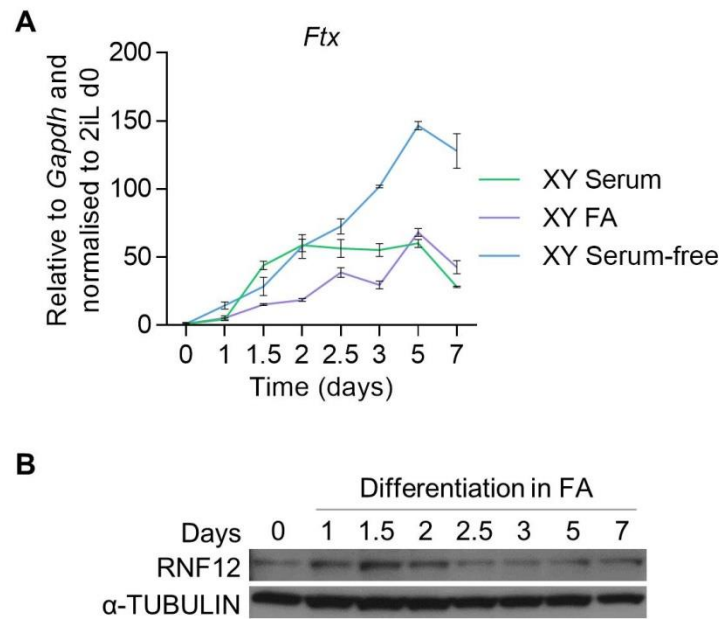 A
Ftx
Relative to Gapdh and
normalised to 2iL d0
200
150
100
50
0
0 1 1.5 2 2.5 3 5 7
Time (days)
XY Serum
XY FA
XY Serum-free
B
Differentiation in FA
Days 0 1 1.5 2 2.5 3 5 7
RNF12
α-TUBULIN